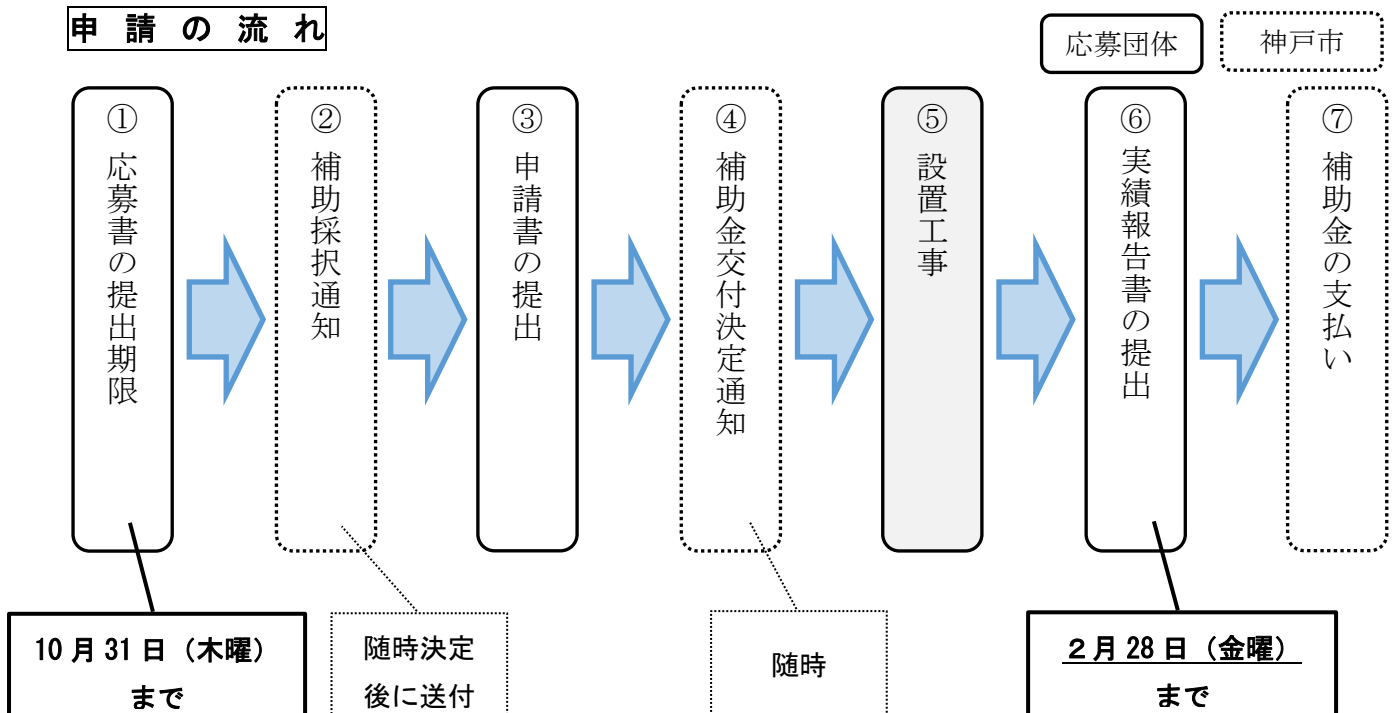 申請の流れ
応募団体
神戸市
①応募書の提出期限
②補助採択通知
③申請書の提出
④補助金交付決定通知
⑤設置工事
⑥実績報告書の提出
⑦補助金の支払い
10月31日（木曜）
まで
随時決定
後に送付
随時
２月28日（金曜）
まで